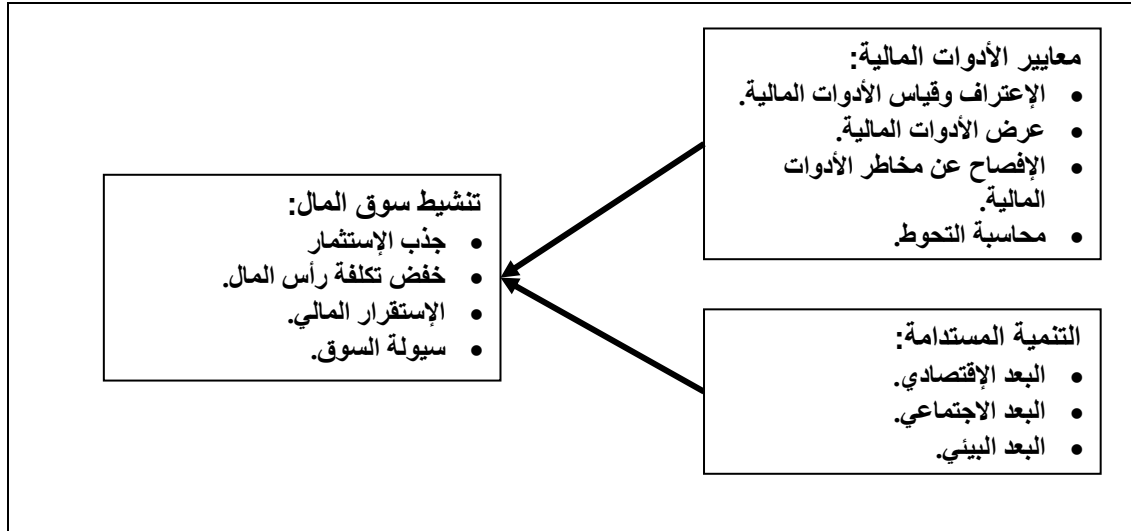 معايير الأدوات المالية:
• الإعتراف وقياس الأدوات المالية.
• عرض الأدوات المالية.
• الإفصاح عن مخاطر الأدوات
المالية.
• محاسبة التحوط.
تنشيط سوق المال:
• جذب الإستثمار
• خفض تكلفة رأس المال.
• الإستقرار المالي.
• سيولة السوق.
التنمية المستدامة:
• البعد الإقتصادي.
• البعد الاجتماعي.
• البعد البيئي.